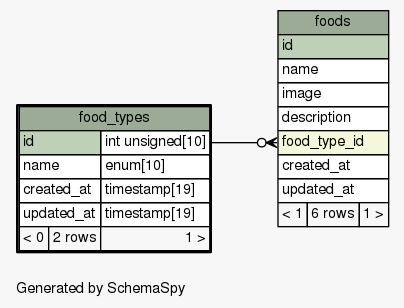 foods
id
name
image
description
food_type_id
created_at
updated_at
< 1 6 rows 1 >
food_types
id int unsigned[10]
name enum[10]
created_at timestamp[19]
updated_at timestamp[19]
< 0 2 rows 1 >
Generated by SchemaSpy